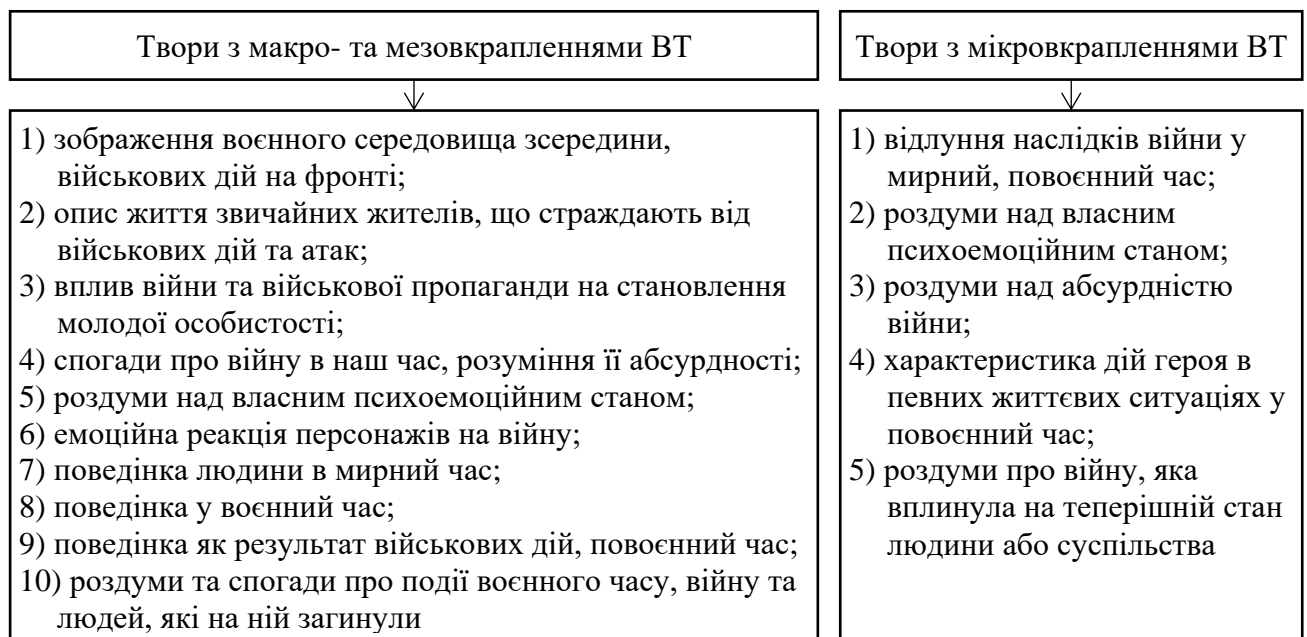 Твори з макро- та мезовкрапленнями ВТ
1) зображення воєнного середовища зсередини,
військових дій на фронті;
2) опис життя звичайних жителів, що страждають від
військових дій та атак;
3) вплив війни та військової пропаганди на становлення
молодої особистості;
4) спогади про війну в наш час, розуміння її абсурдності;
5) роздуми над власним психоемоційним станом;
6) емоційна реакція персонажів на війну;
7) поведінка людини в мирний час;
8) поведінка у воєнний час;
9) поведінка як результат військових дій, повоєнний час;
10) роздуми та спогади про події воєнного часу, війну та
людей, які на ній загинули
Твори з мікровкрапленнями ВТ
1) відлуння наслідків війни у
мирний, повоєнний час;
2) роздуми над власним
психоемоційним станом;
3) роздуми над абсурдністю
війни;
4) характеристика дій героя в
певних життєвих ситуаціях у
повоєнний час;
5) роздуми про війну, яка
вплинула на теперішній стан
людини або суспільства